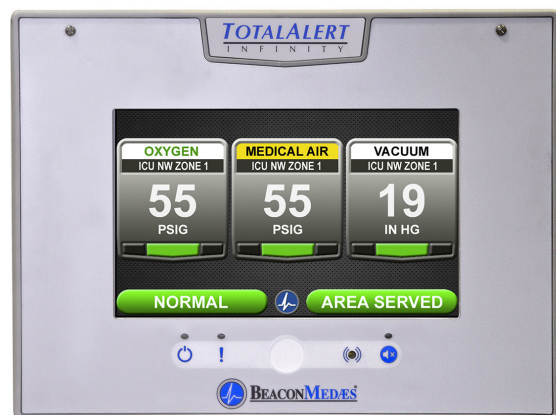 TOTALALERT
INFINITY
OXYGEN
ICU NW ZONE 1
55
PSIG
MEDICAL AIR
ICU NW ZONE 1
55
PSIG
VACUUM
ICU NW ZONE 1
19
IN HG
NORMAL
AREA SERVED
!
BEACONMEDÆS